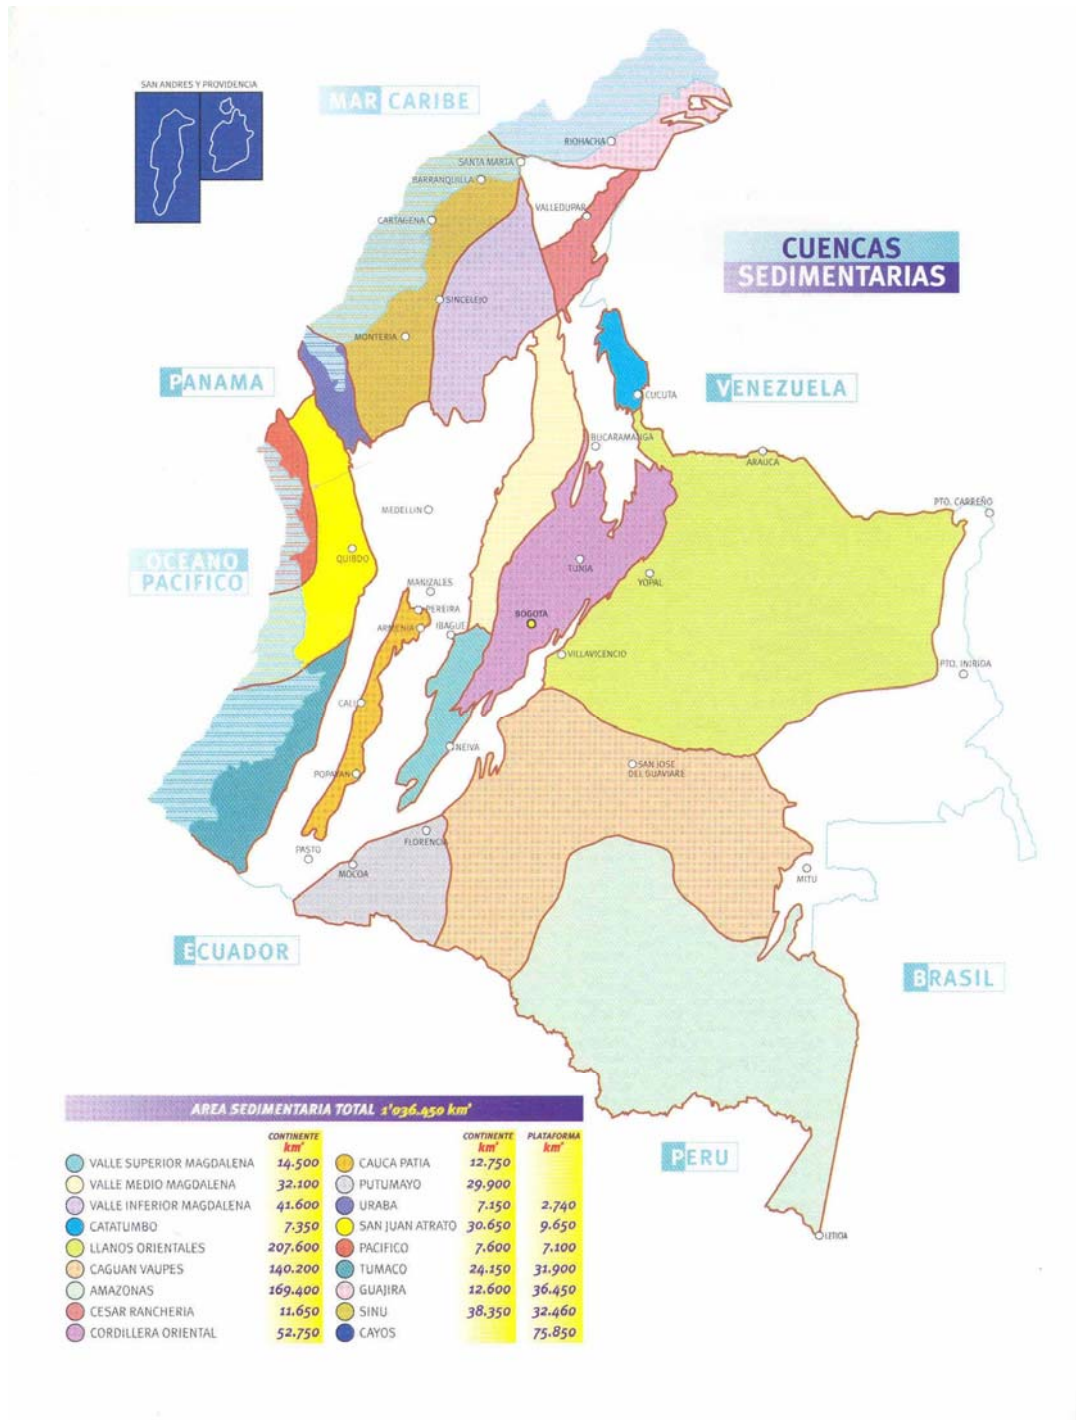 SAN ANDRES Y PROVIDENCIA
MAR CARIBE
RIOHACHA
SANTA MARTA
BARRANQUILLA
VALLEDUPAR
CARTAGENA
CUENCAS
SEDIMENTARIAS
SINCELEJO
MONTERIA
PANAMA
VENEZUELA
CUCUTA
BUCARAMANGA
ARAUCA
PTO. CARREÑO
MEDELLIN
OCEANO
PACIFICO
QUIBDO
TUNJA
YOPAL
MANIZALES
PEREIRA
ARMENIA
IBAGUE
BOGOTA
VILLAVICENCIO
PTO. INIRIDA
CALI
NEIVA
POPAYAN
SAN JOSE
DEL GUAVIARE
FLORENCIA
PASTO
MOCOA
MITU
ECUADOR
BRASIL
PERU
LETICIA
AREA SEDIMENTARIA TOTAL 1'036.450 km²
CONTINENTE km²
CONTINENTE km² PLATAFORMA km²
VALLE SUPERIOR MAGDALENA 14.500 CAUCA PATIA 12.750
VALLE MEDIO MAGDALENA 32.100 PUTUMAYO 29.900
VALLE INFERIOR MAGDALENA 41.600 URABA 7.150 2.740
CATATUMBO 7.350 SAN JUAN ATRATO 30.650 9.650
LLANOS ORIENTALES 207.600 PACIFICO 7.600 7.100
CAGUAN VAUPES 140.200 TUMACO 24.150 31.900
AMAZONAS 169.400 GUAJIRA 12.600 36.450
CESAR RANCHERIA 11.650 SINU 38.350 32.460
CORDILLERA ORIENTAL 52.750 CAYOS 75.850